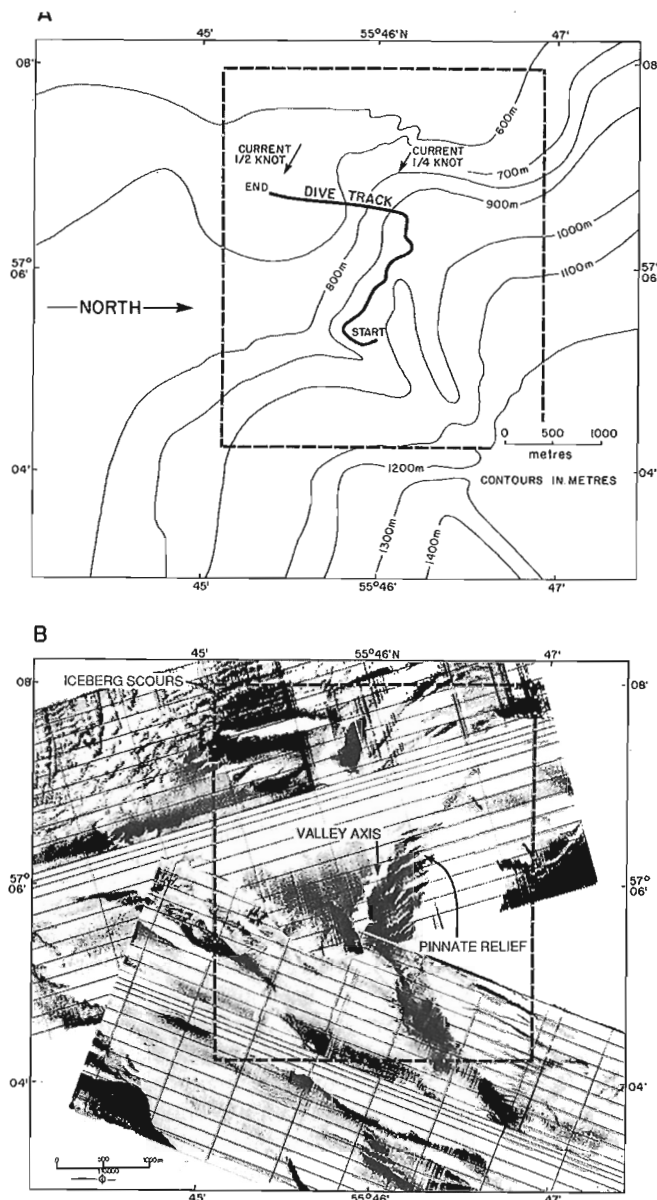 A
45'
55°46'N
47'
08'
08'
600m
CURRENT
1/2 KNOT
CURRENT
1/4 KNOT
700m
END
DIVE TRACK
900m
1000m
57°
06'
57°
06'
1100m
800m
NORTH
START
0 500 1000
metres
04'
04'
1200m
CONTOURS IN METRES
1300m
1400m
45'
55°46'
47'
B
45'
55°46'N
47'
ICEBERG SCOURS
08'
08'
VALLEY AXIS
57°
06'
57°
06'
PINNATE RELIEF
04'
04'
0 500 1000m
45'
55°46'
47'